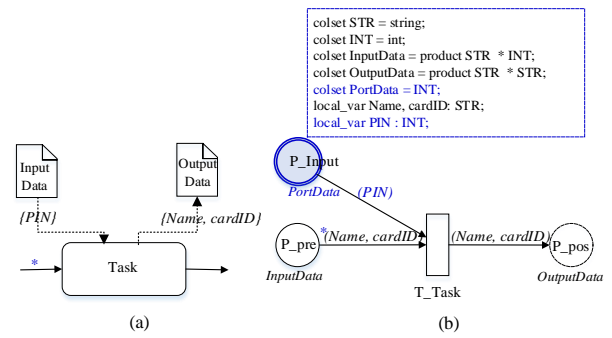 colset STR = string;
colset INT = int;
colset InputData = product STR * INT;
colset OutputData = product STR * STR;
colset PortData = INT;
local_var Name, cardID: STR;
local_var PIN : INT;
Input
Data
Output
Data
{PIN}
{Name, cardID}
*
Task
(a)
P_Input
PortData
(PIN)
P_pre
*(Name, cardID)
(Name, cardID)
P_pos
InputData
OutputData
T_Task
(b)